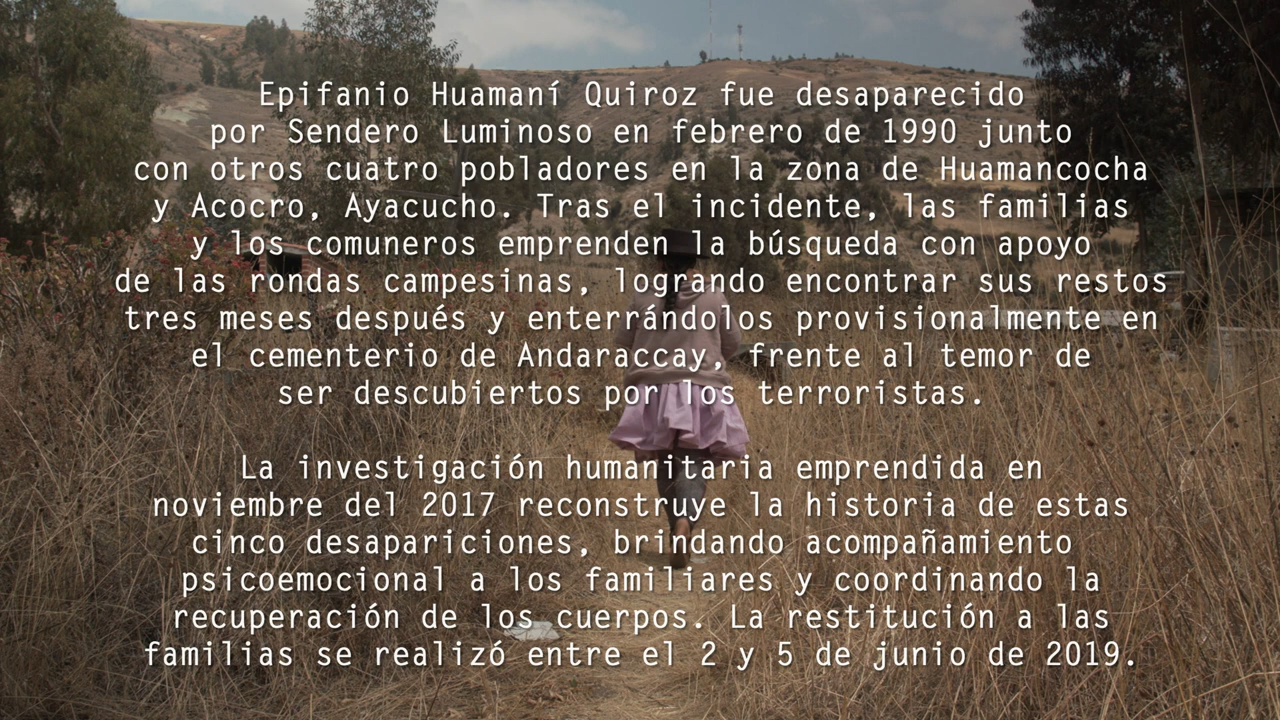 Epifanio Huamaní Quiroz fue desaparecido
por Sendero Luminoso en febrero de 1990 junto
con otros cuatro pobladores en la zona de Huamancocha
y Acocro, Ayacucho. Tras el incidente, las familias
y los comuneros emprenden la búsqueda con apoyo
de las rondas campesinas, logrando encontrar sus restos
tres meses después y enterrándolos provisionalmente en
el cementerio de Andaraccay, frente al temor de
ser descubiertos por los terroristas.
La investigación humanitaria emprendida en
noviembre del 2017 reconstruye la historia de estas
cinco desapariciones, brindando acompañamiento
psicoemocional a los familiares y coordinando la
recuperación de los cuerpos. La restitución a las
familias se realizó entre el 2 y 5 de junio de 2019.